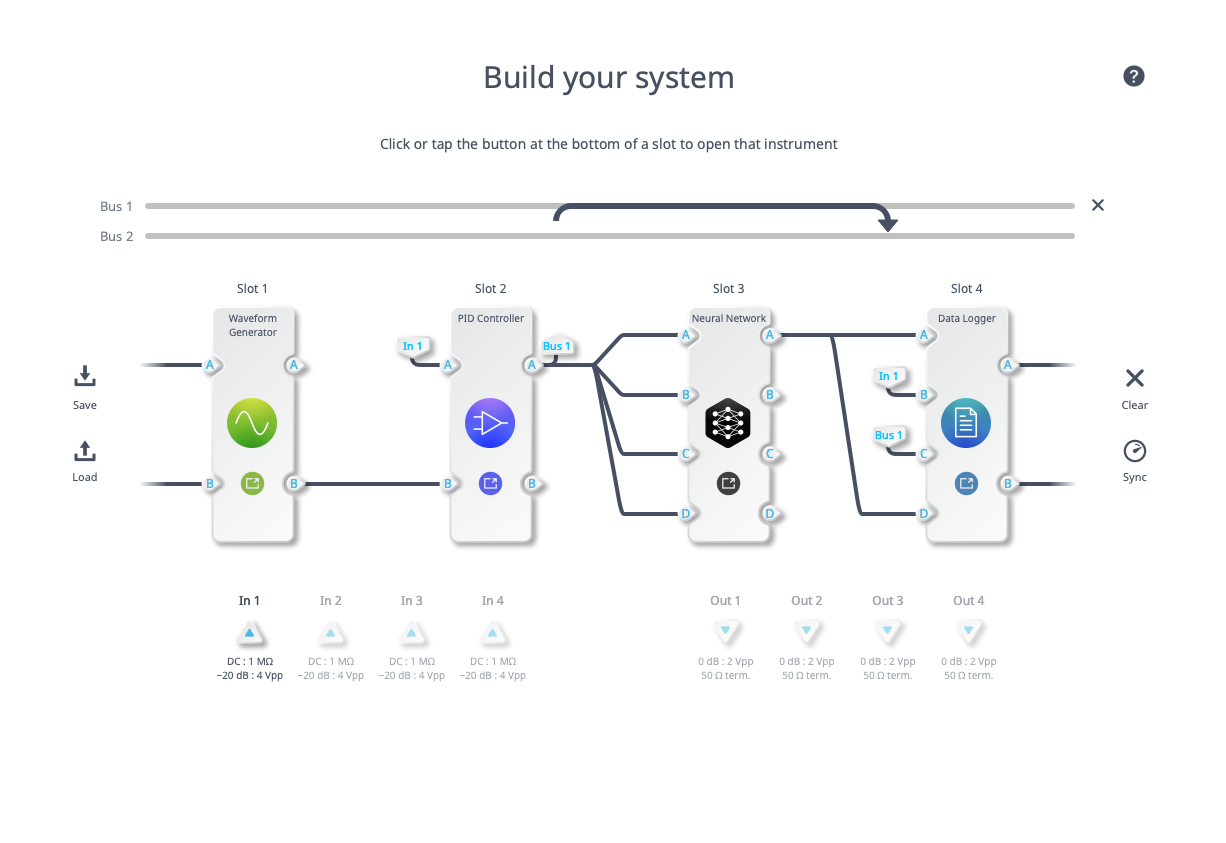 Build your system
?
Click or tap the button at the bottom of a slot to open that instrument
Bus 1
Bus 2
Slot 1
Slot 2
Slot 3
Slot 4
Waveform
Generator
PID Controller
Neural Network
Data Logger
A
A
In 1
A
A
Bus 1
A
A
A
A
B
B
In 1
B
C
C
Bus 1
C
B
B
B
B
B
D
D
D
Save
Load
Clear
Sync
In 1
In 2
In 3
In 4
Out 1
Out 2
Out 3
Out 4
DC : 1 MΩ
−20 dB : 4 Vpp
DC : 1 MΩ
−20 dB : 4 Vpp
DC : 1 MΩ
−20 dB : 4 Vpp
DC : 1 MΩ
−20 dB : 4 Vpp
0 dB : 2 Vpp
50 Ω term.
0 dB : 2 Vpp
50 Ω term.
0 dB : 2 Vpp
50 Ω term.
0 dB : 2 Vpp
50 Ω term.